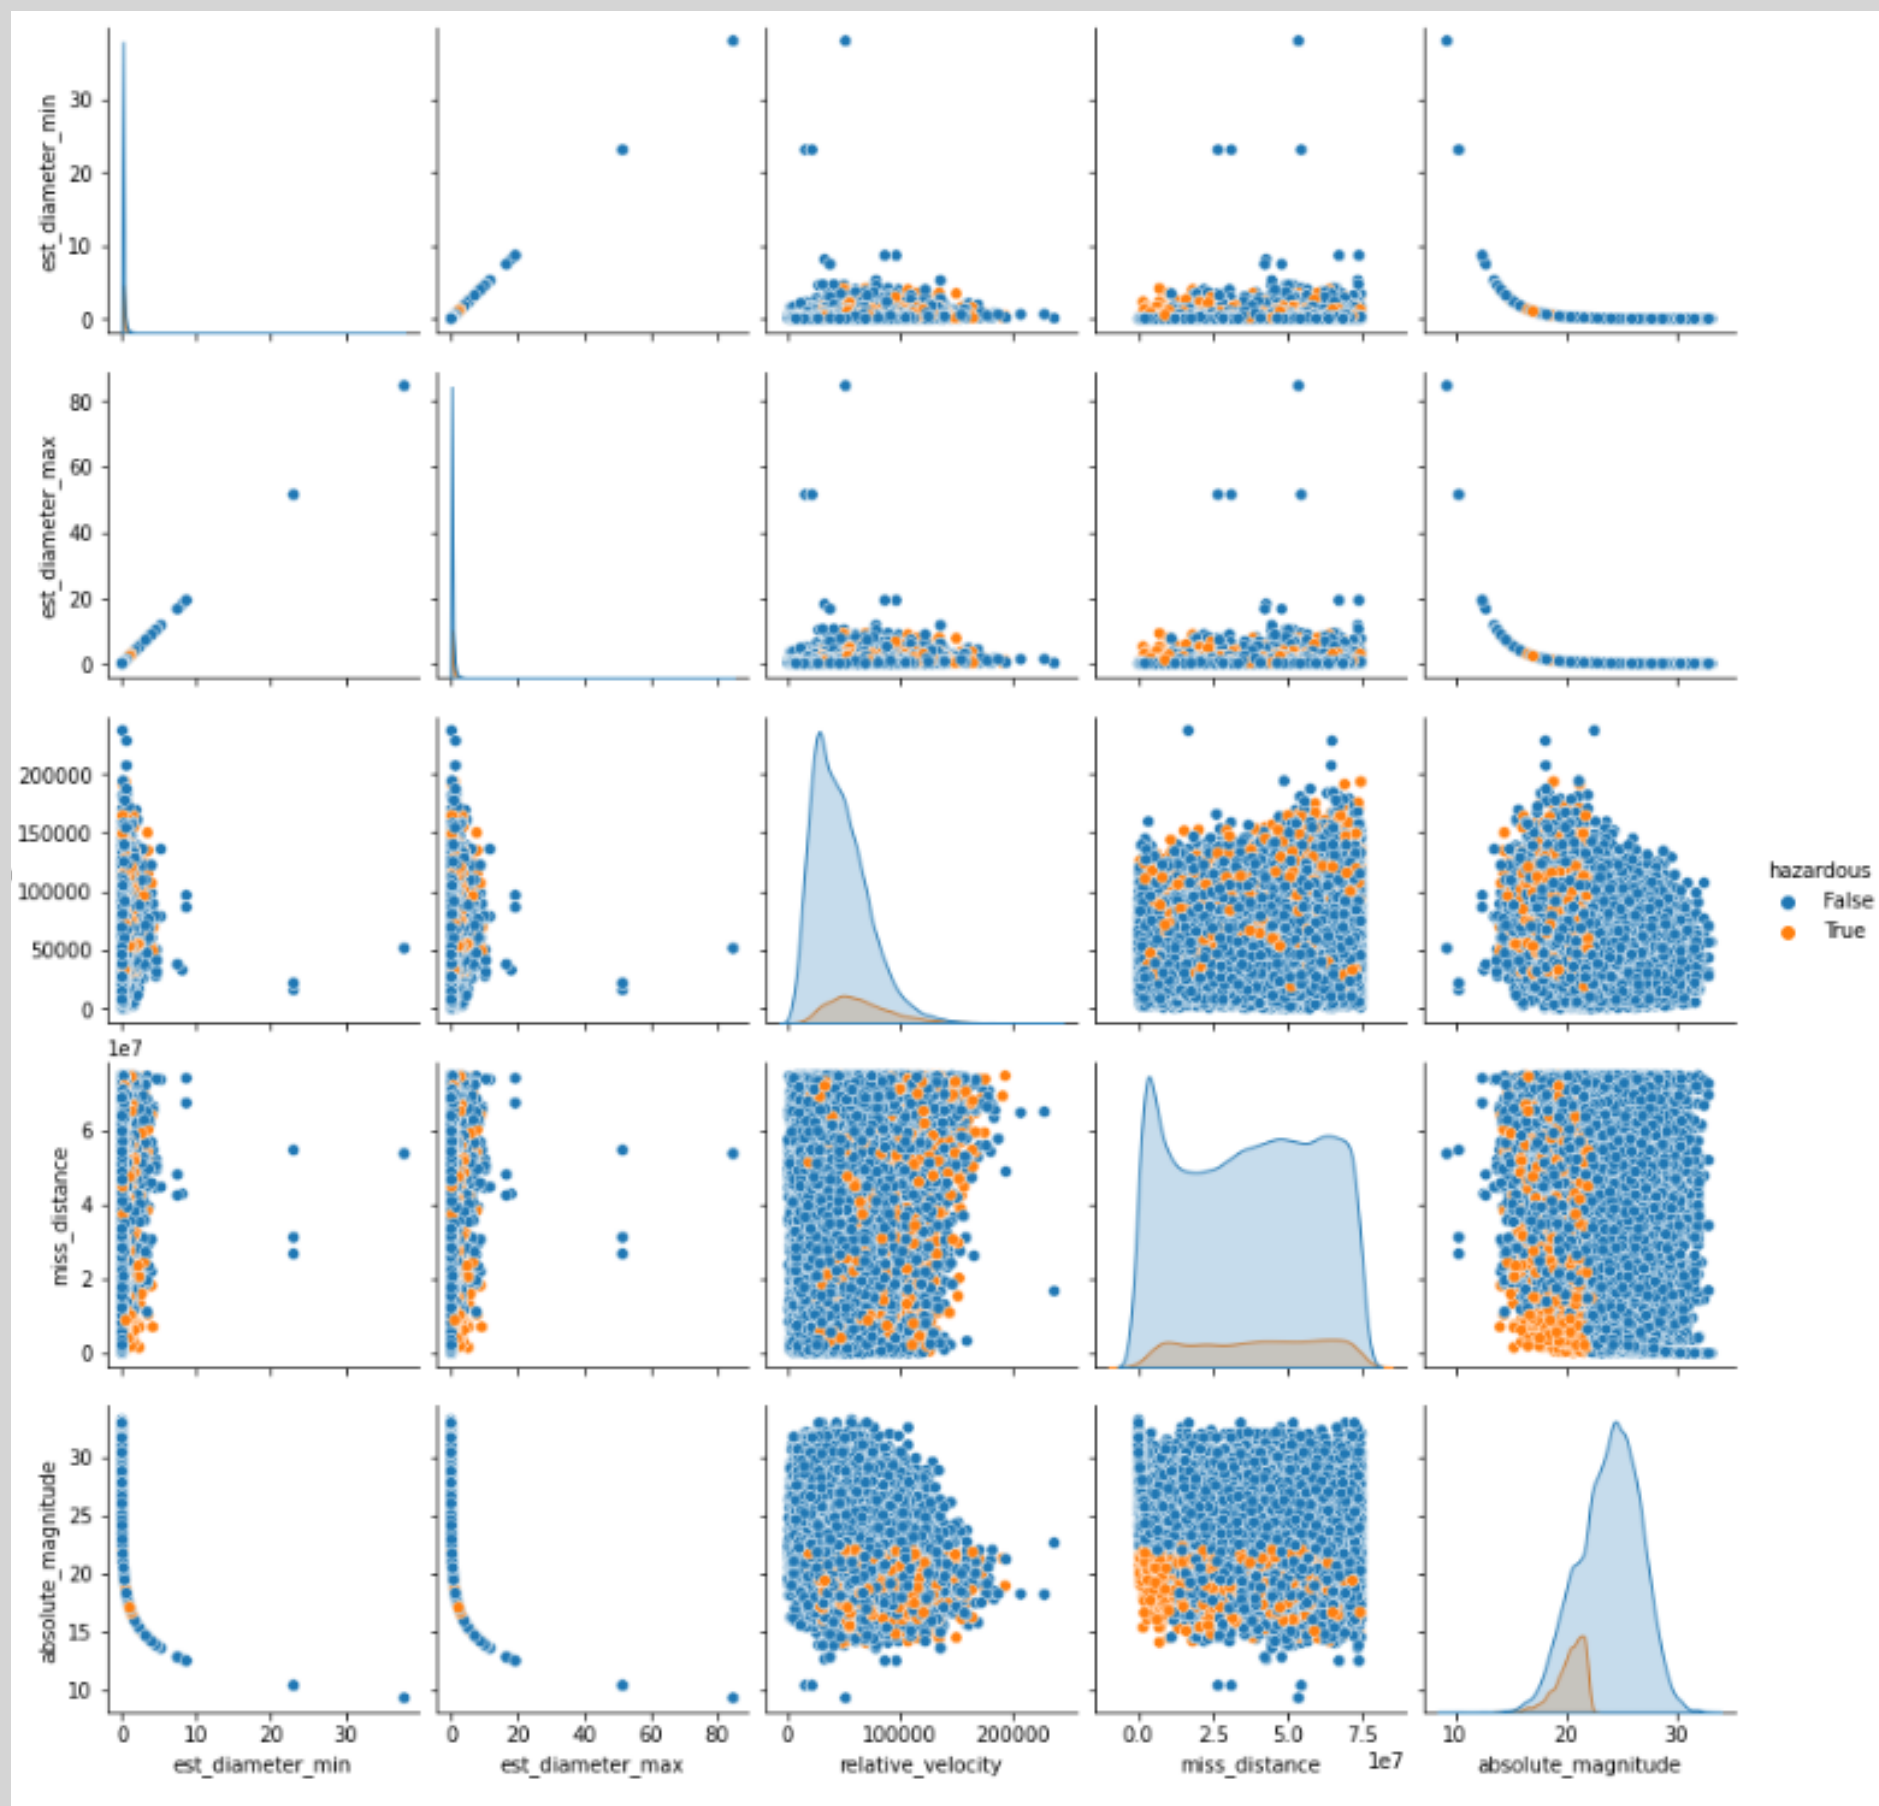 est_diameter_min
30
20
10
0
est_diameter_max
80
60
40
20
0
200000
150000
100000
50000
0
hazardous
False
True
1e7
miss_distance
6
4
2
0
absolute_magnitude
30
25
20
15
10
0 10 20 30 0 20 40 60 80 0 100000 200000 0.0 2.5 5.0 7.5 10 20 30
1e7
est_diameter_min est_diameter_max relative_velocity miss_distance absolute_magnitude